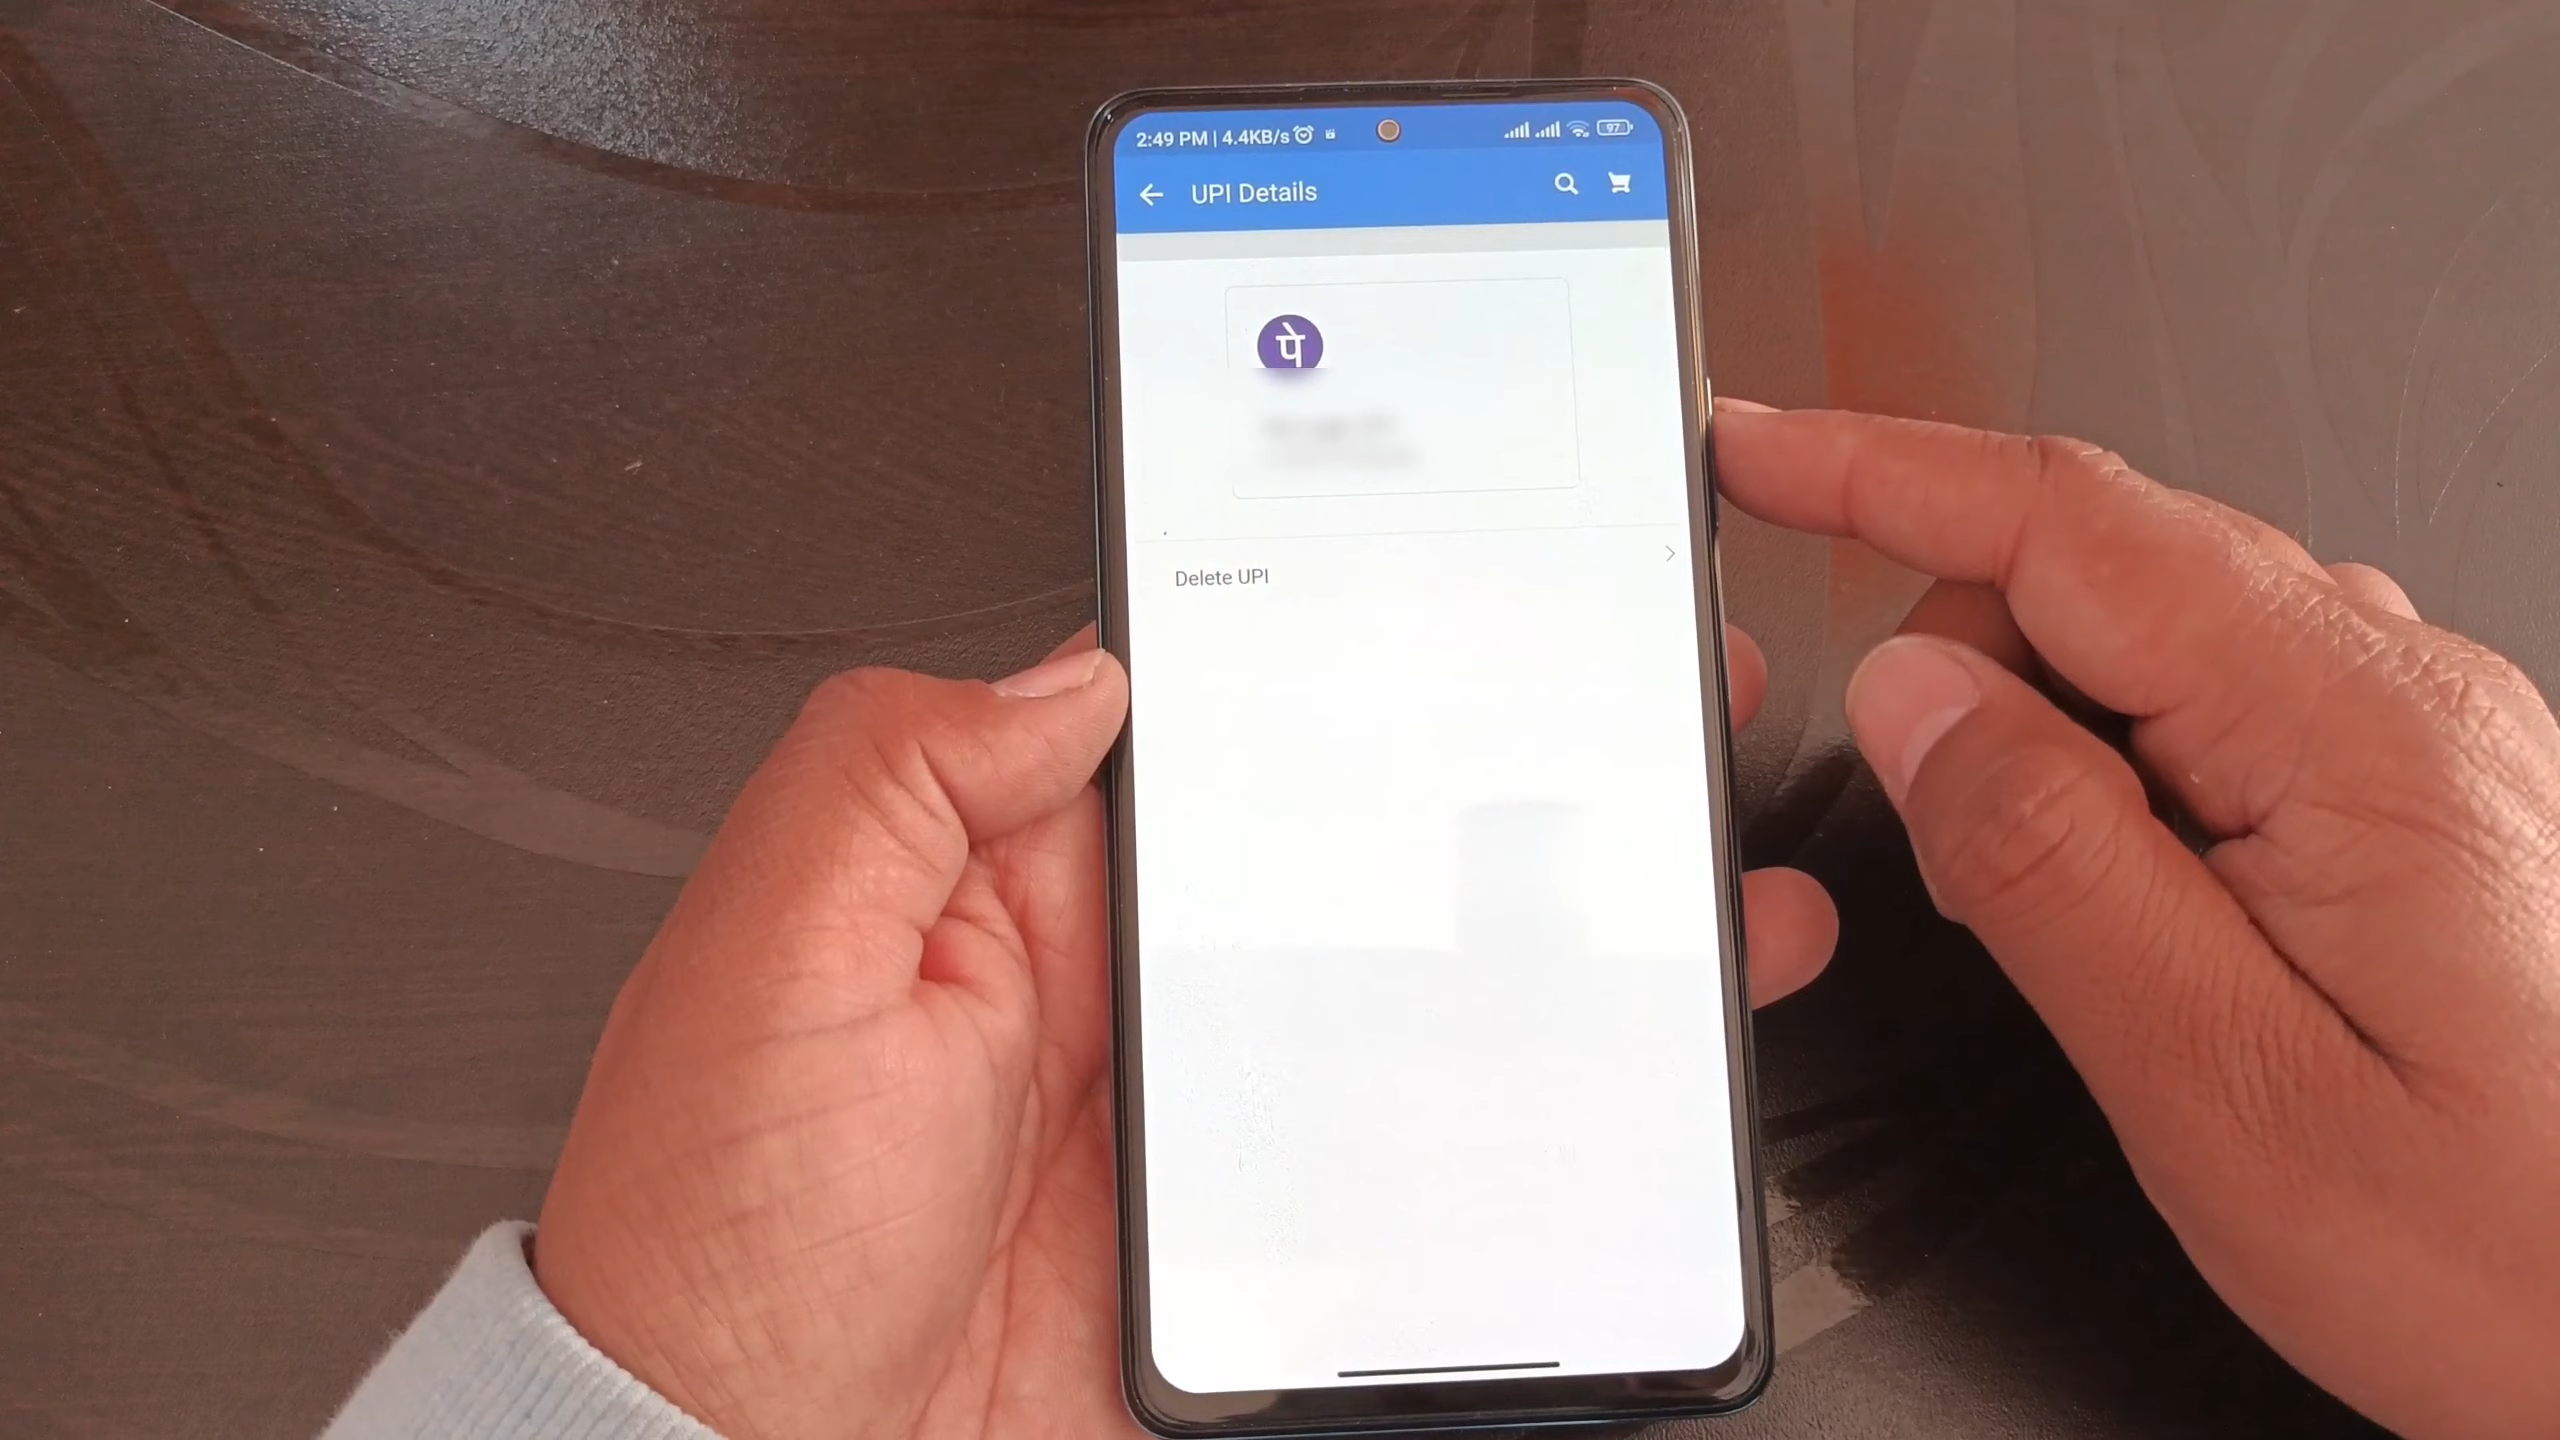 2:49 PM | 4.4KB/s
97
UPI Details
पे
Delete UPI